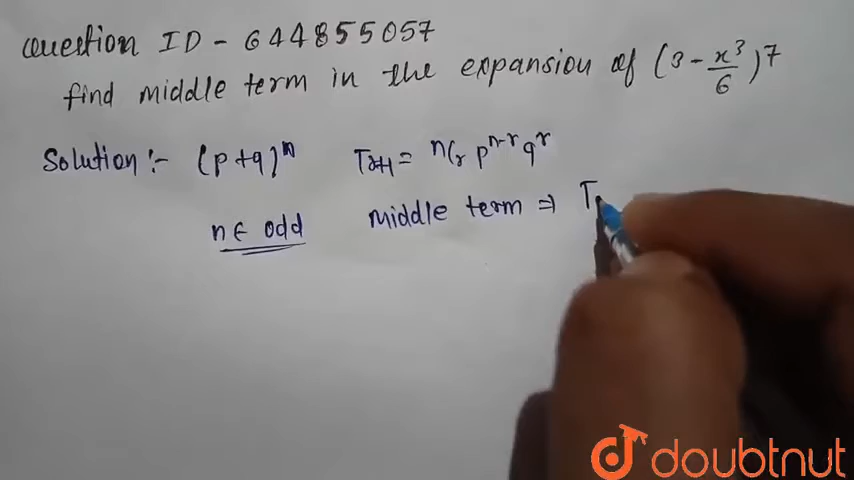 Question ID - 644855057
find middle term in the expansion of (3 - x³/6)⁷
Solution :- (p+q)ⁿ Tr+1 = nCr pⁿ⁻ʳ qʳ
n ∈ odd middle term ⇒ T
doubtnut